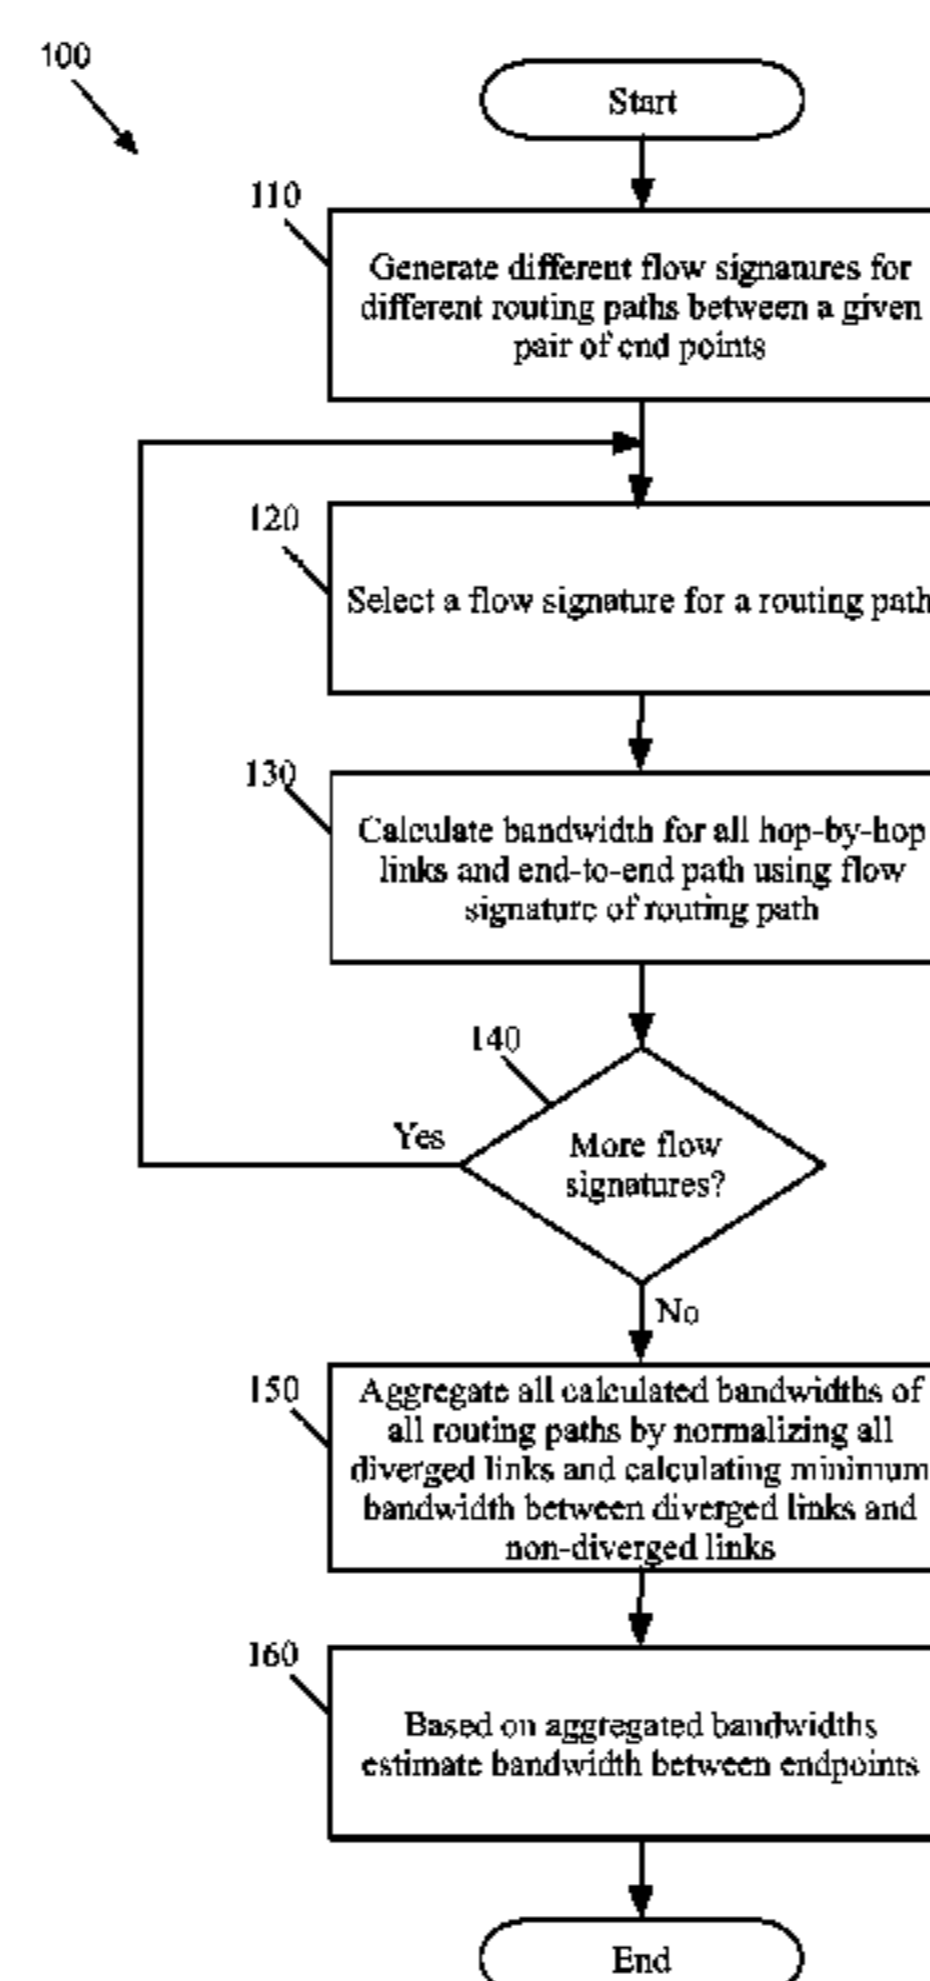 100
Start
110
Generate different flow signatures for
different routing paths between a given
pair of end points
120
Select a flow signature for a routing path
130
Calculate bandwidth for all hop-by-hop
links and end-to-end path using flow
signature of routing path
140
Yes
More flow
signatures?
No
150
Aggregate all calculated bandwidths of
all routing paths by normalizing all
diverged links and calculating minimum
bandwidth between diverged links and
non-diverged links
160
Based on aggregated bandwidths
estimate bandwidth between endpoints
End